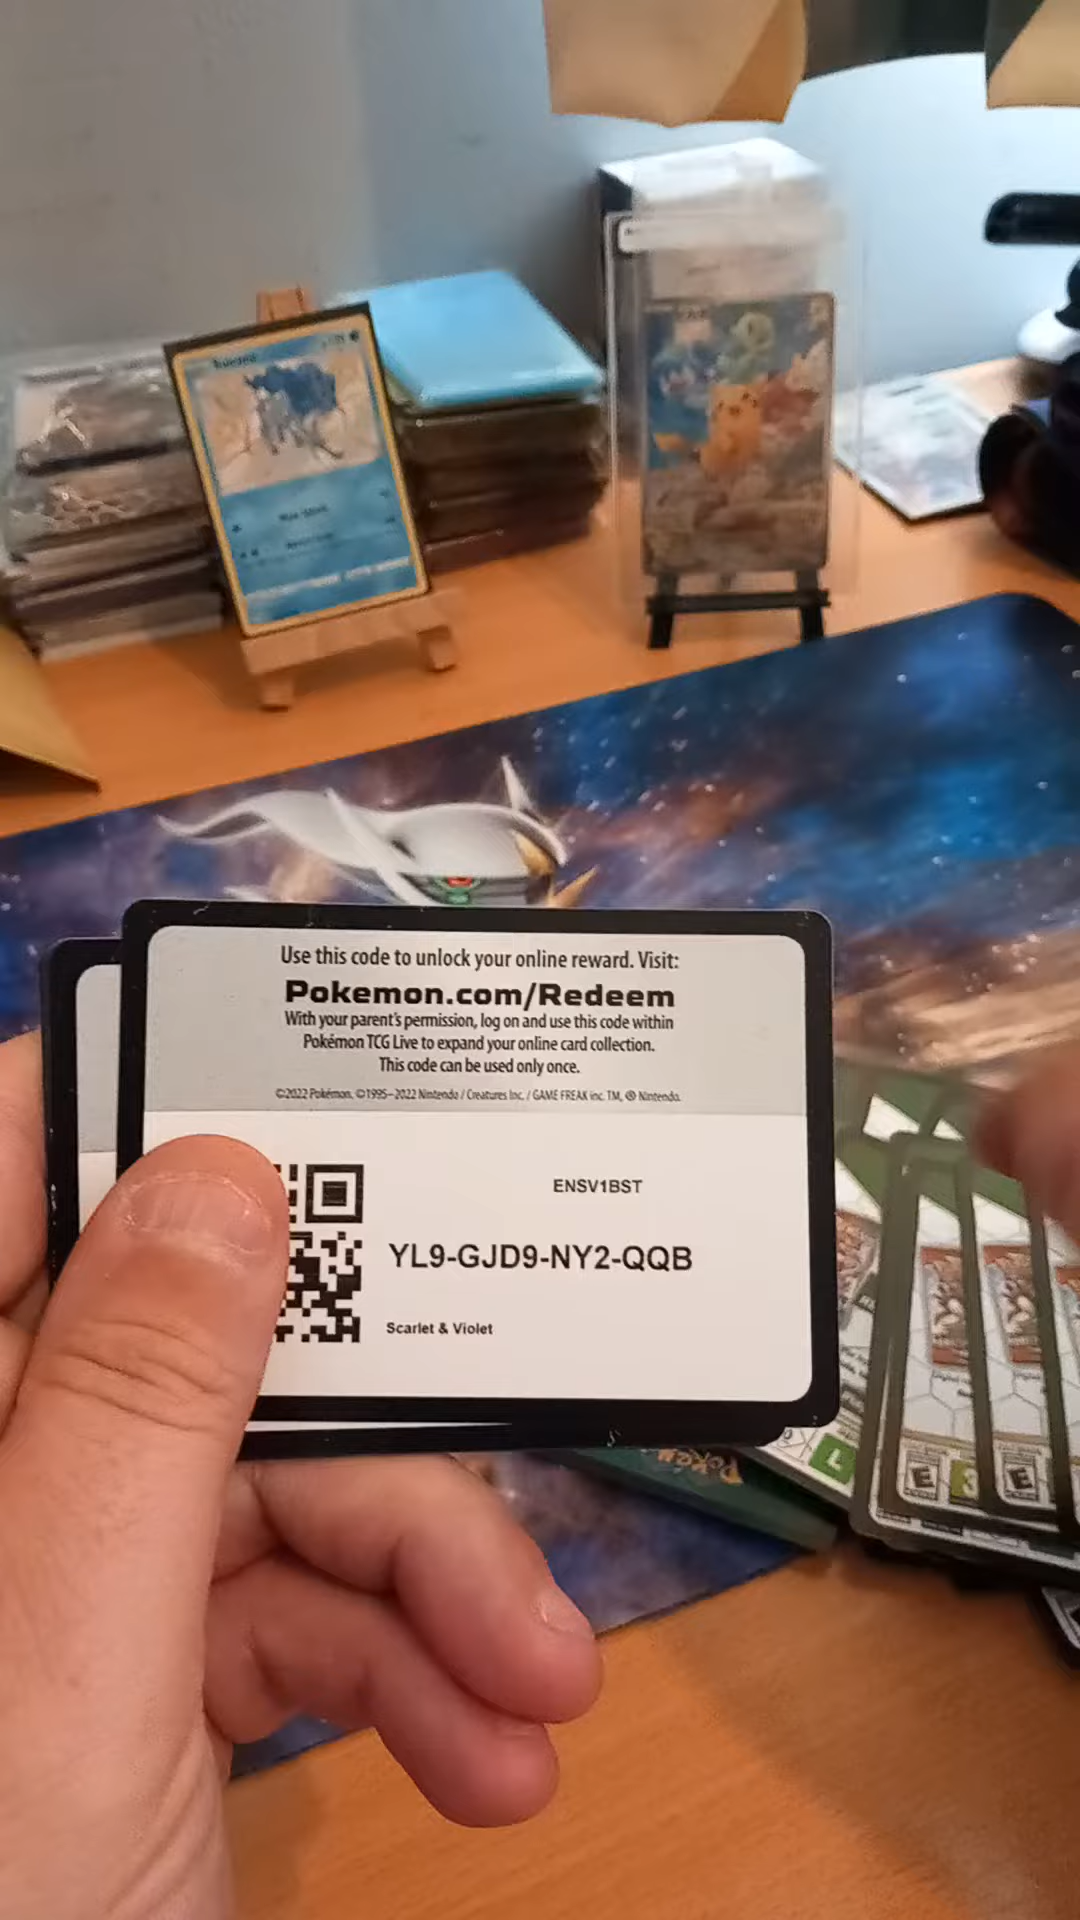 Use this code to unlock your online reward. Visit:
Pokemon.com/Redeem
With your parent's permission, log on and use this code within
Pokémon TCG Live to expand your online card collection.
This code can be used only once.
©2022 Pokémon. ©1995–2022 Nintendo / Creatures Inc. / GAME FREAK inc. TM, ® Nintendo.
ENSV1BST
YL9-GJD9-NY2-QQB
Scarlet & Violet
E
3
E
7